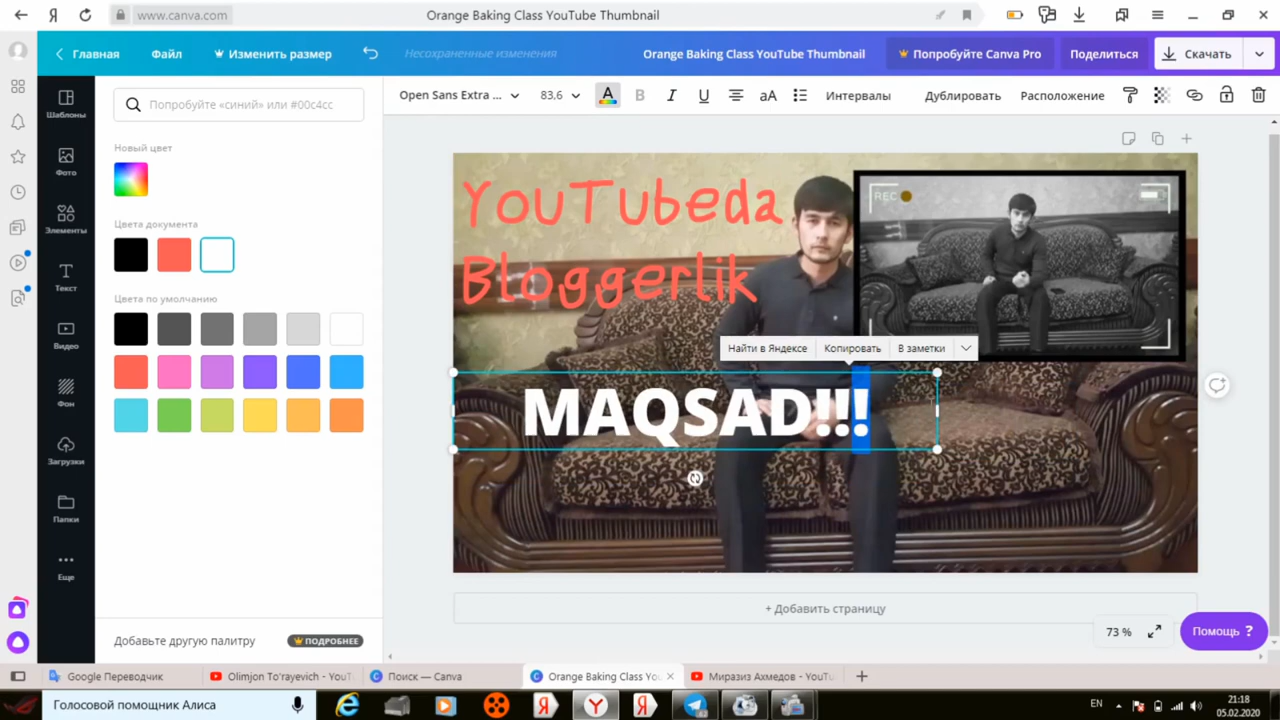 www.canva.com
Orange Baking Class YouTube Thumbnail
Главная
Файл
Изменить размер
Несохраненные изменения
Orange Baking Class YouTube Thumbnail
Попробуйте Canva Pro
Поделиться
Скачать
Шаблоны
Фото
Элементы
Текст
Видео
Фон
Загрузки
Папки
Еще
Попробуйте «синий» или #00c4cc
Новый цвет
Цвета документа
Цвета по умолчанию
Добавьте другую палитру
ПОДРОБНЕЕ
Open Sans Extra ...
83.6
A
B
I
U
aA
Интервалы
Дублировать
Расположение
YouTubeda
Bloggerlik
REC
Найти в Яндексе
Копировать
В заметки
MAQSAD!!!
+ Добавить страницу
73 %
Помощь ?
Google Переводчик
Olimjon To'rayevich - YouT
Поиск — Canva
Orange Baking Class You
Миразиз Ахмедов - YouTu
Голосовой помощник Алиса
EN
21:18
05.02.2020